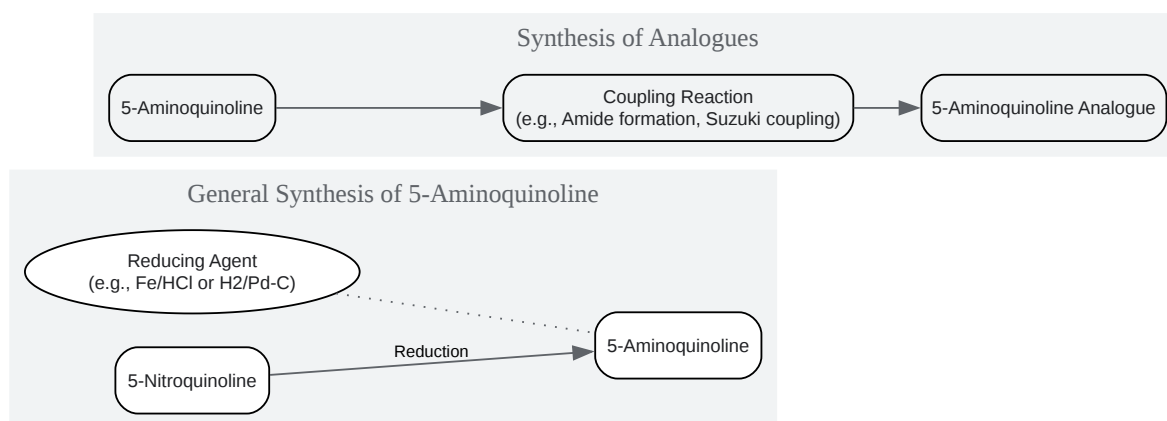 Synthesis of Analogues
5-Aminoquinoline
Coupling Reaction
(e.g., Amide formation, Suzuki coupling)
5-Aminoquinoline Analogue
General Synthesis of 5-Aminoquinoline
Reducing Agent
(e.g., Fe/HCl or H2/Pd-C)
5-Nitroquinoline
Reduction
5-Aminoquinoline